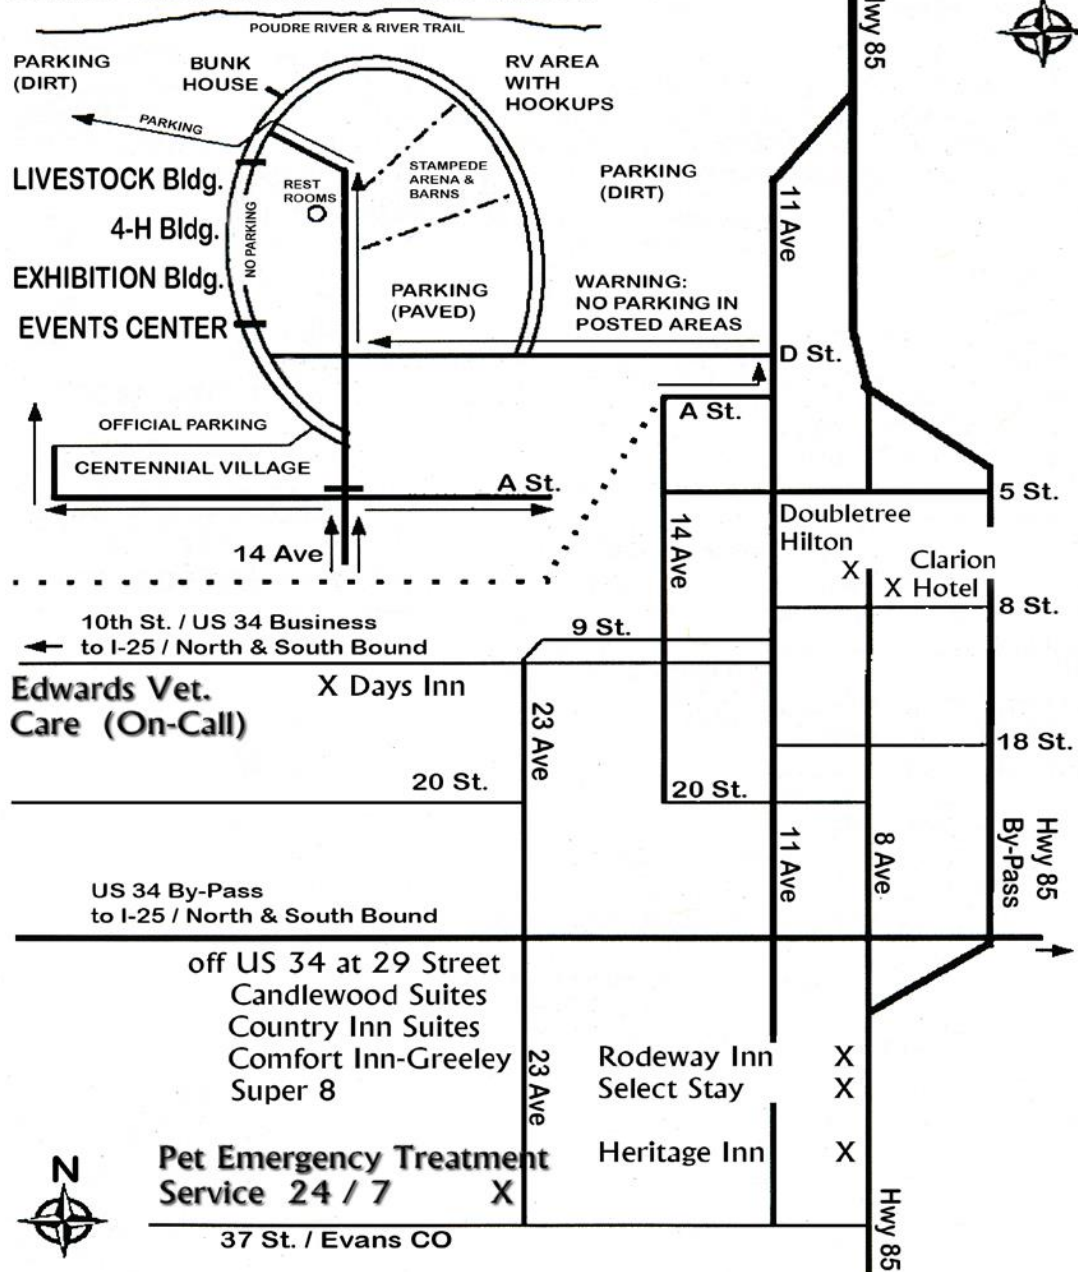 POUDRE RIVER & RIVER TRAIL
Hwy 85
PARKING
(DIRT)
BUNK
HOUSE
RV AREA
WITH
HOOKUPS
PARKING
LIVESTOCK Bldg.
REST
ROOMS
STAMPEDE
ARENA &
BARNS
PARKING
(DIRT)
11 Ave
4-H Bldg.
NO PARKING
EXHIBITION Bldg.
PARKING
(PAVED)
WARNING:
NO PARKING IN
POSTED AREAS
EVENTS CENTER
D St.
A St.
OFFICIAL PARKING
CENTENNIAL VILLAGE
A St.
5 St.
14 Ave
14 Ave
Doubletree
Hilton
X
Clarion
X Hotel
8 St.
10th St. / US 34 Business
to I-25 / North & South Bound
9 St.
Edwards Vet.
Care (On-Call)
X Days Inn
23 Ave
18 St.
20 St.
20 St.
11 Ave
8 Ave
Hwy 85
By-Pass
US 34 By-Pass
to I-25 / North & South Bound
off US 34 at 29 Street
Candlewood Suites
Country Inn Suites
Comfort Inn-Greeley
Super 8
23 Ave
Rodeway Inn X
Select Stay X
Heritage Inn X
Pet Emergency Treatment
Service 24 / 7 X
N
Hwy 85
37 St. / Evans CO